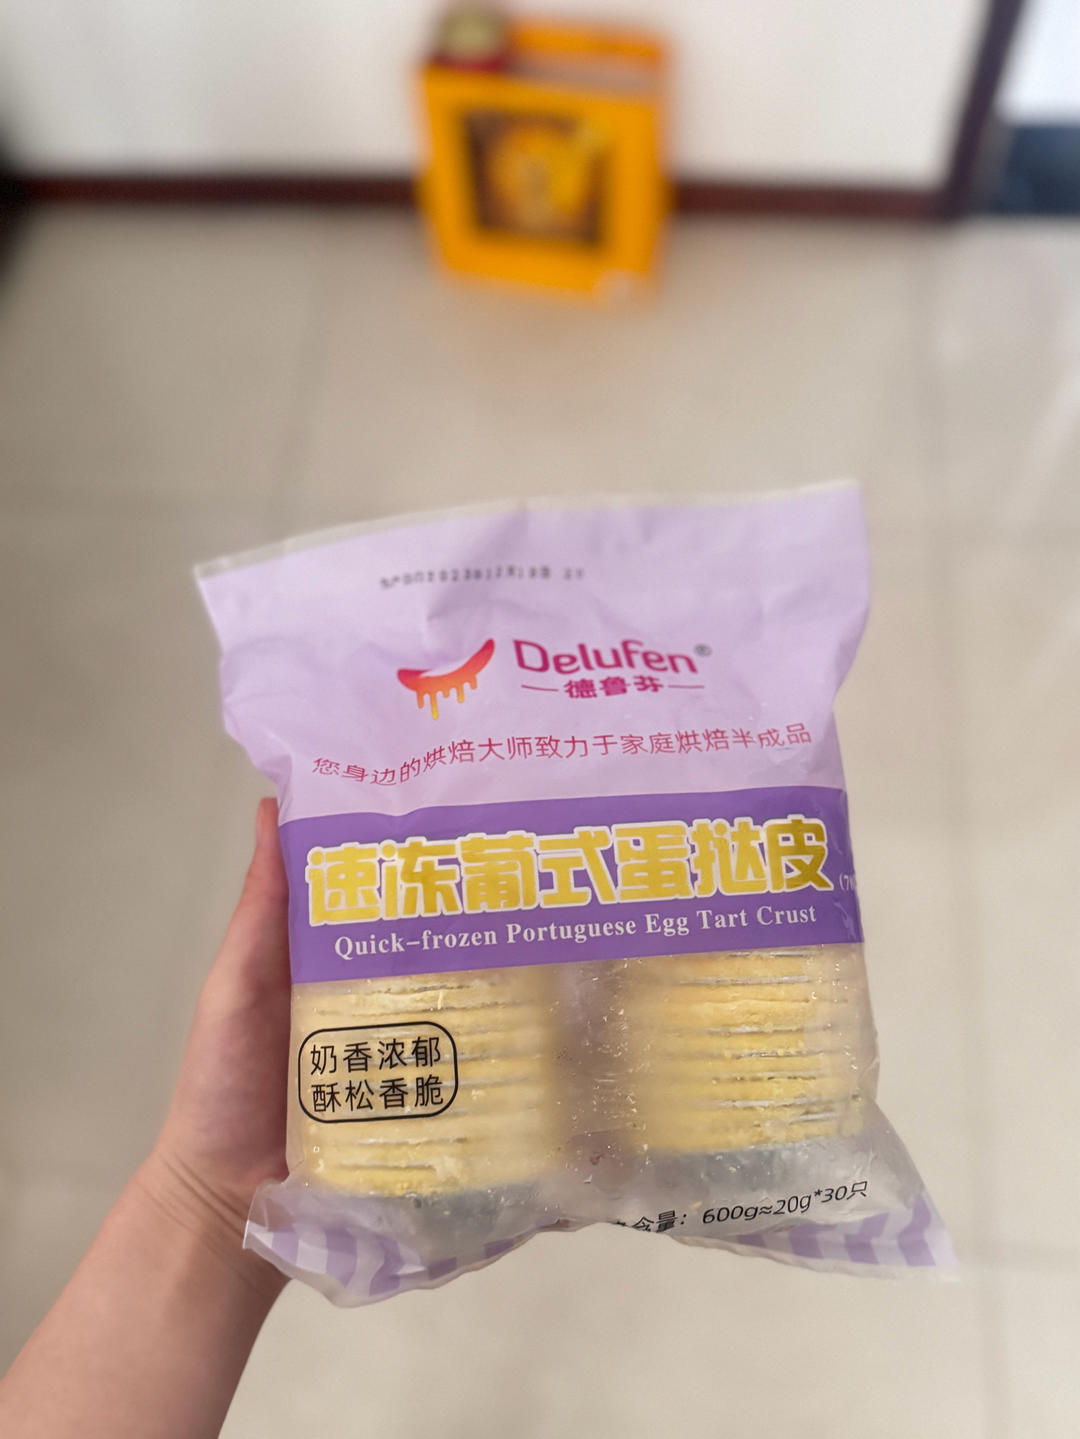 Delufen®
德鲁芬
您身边的烘焙大师致力于家庭烘焙半成品
速冻葡式蛋挞皮
Quick-frozen Portuguese Egg Tart Crust
奶香浓郁
酥松香脆
含量：600g≈20g*30只